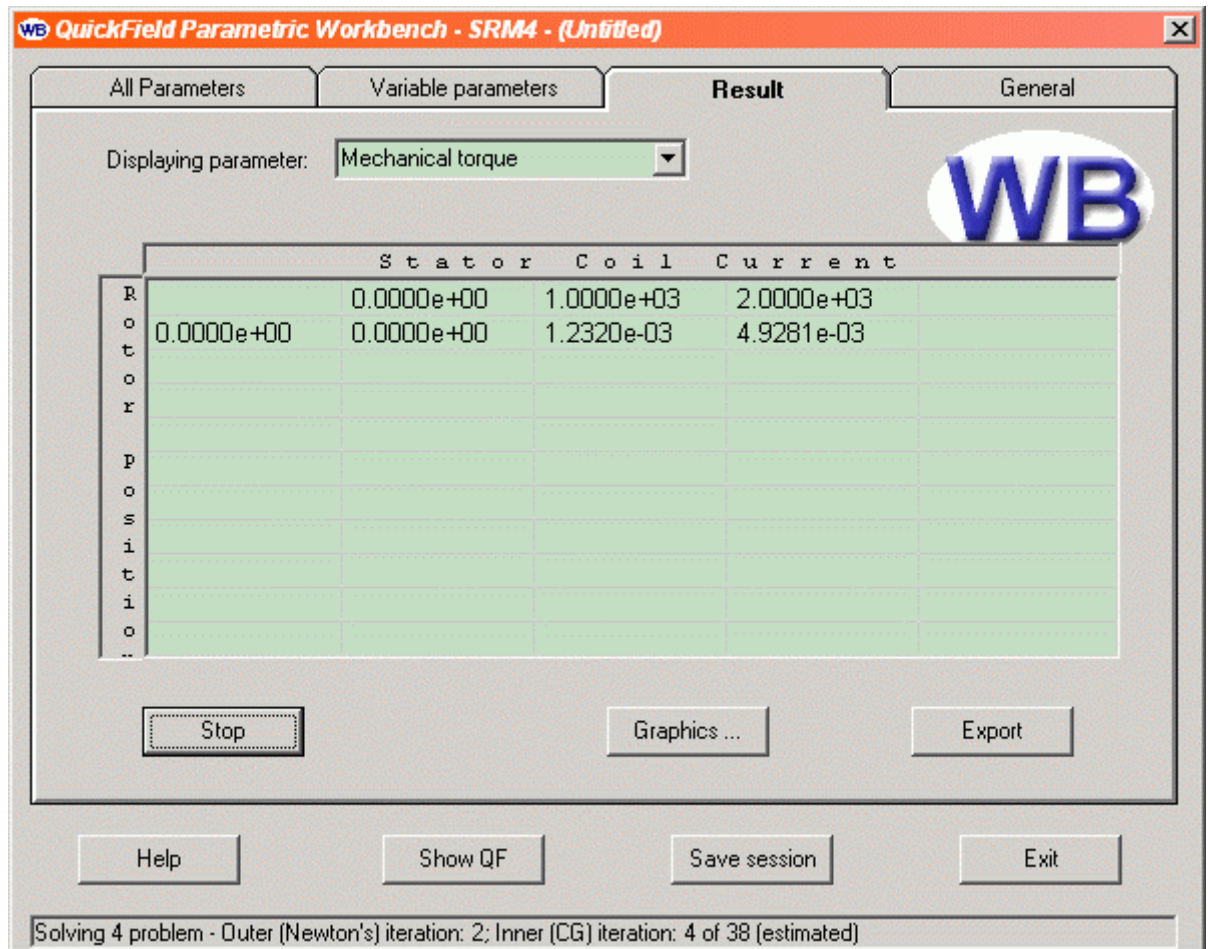 WB QuickField Parametric Workbench - SRM4 - (Untitled)
All Parameters Variable parameters Result General
Displaying parameter: Mechanical torque
WB
Stator Coil Current
Rotor Positio
0.0000e+00 1.0000e+03 2.0000e+03
0.0000e+00 0.0000e+00 1.2320e-03 4.9281e-03
Stop Graphics ... Export
Help Show QF Save session Exit
Solving 4 problem - Outer (Newton's) iteration: 2; Inner (CG) iteration: 4 of 38 (estimated)